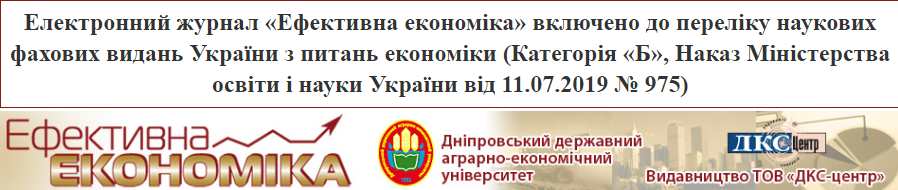 Електронний журнал «Ефективна економіка» включено до переліку наукових
фахових видань України з питань економіки (Категорія «Б», Наказ Міністерства
освіти і науки України від 11.07.2019 № 975)
Ефективна
ЕКОНОМІКА
Дніпровський державний
аграрно-економічний
університет
ДКС Центр
Видавництво ТОВ «ДКС-центр»